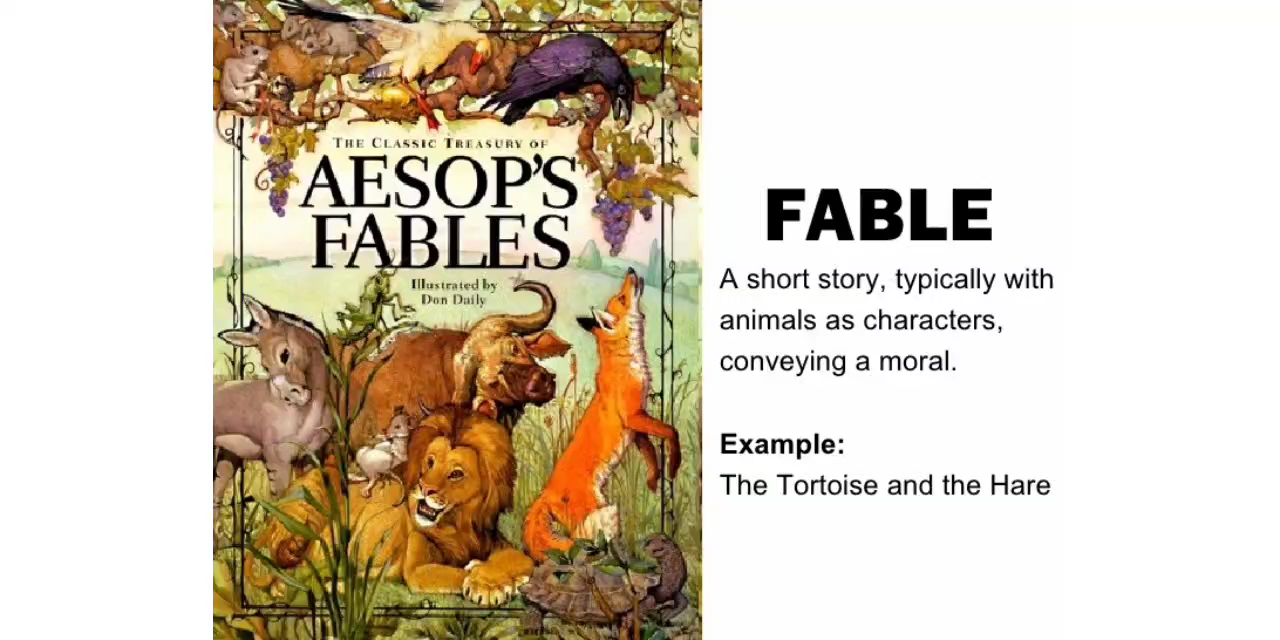 THE CLASSIC TREASURY OF
AESOP'S
FABLES
Illustrated by
Don Daily
FABLE
A short story, typically with
animals as characters,
conveying a moral.
Example:
The Tortoise and the Hare